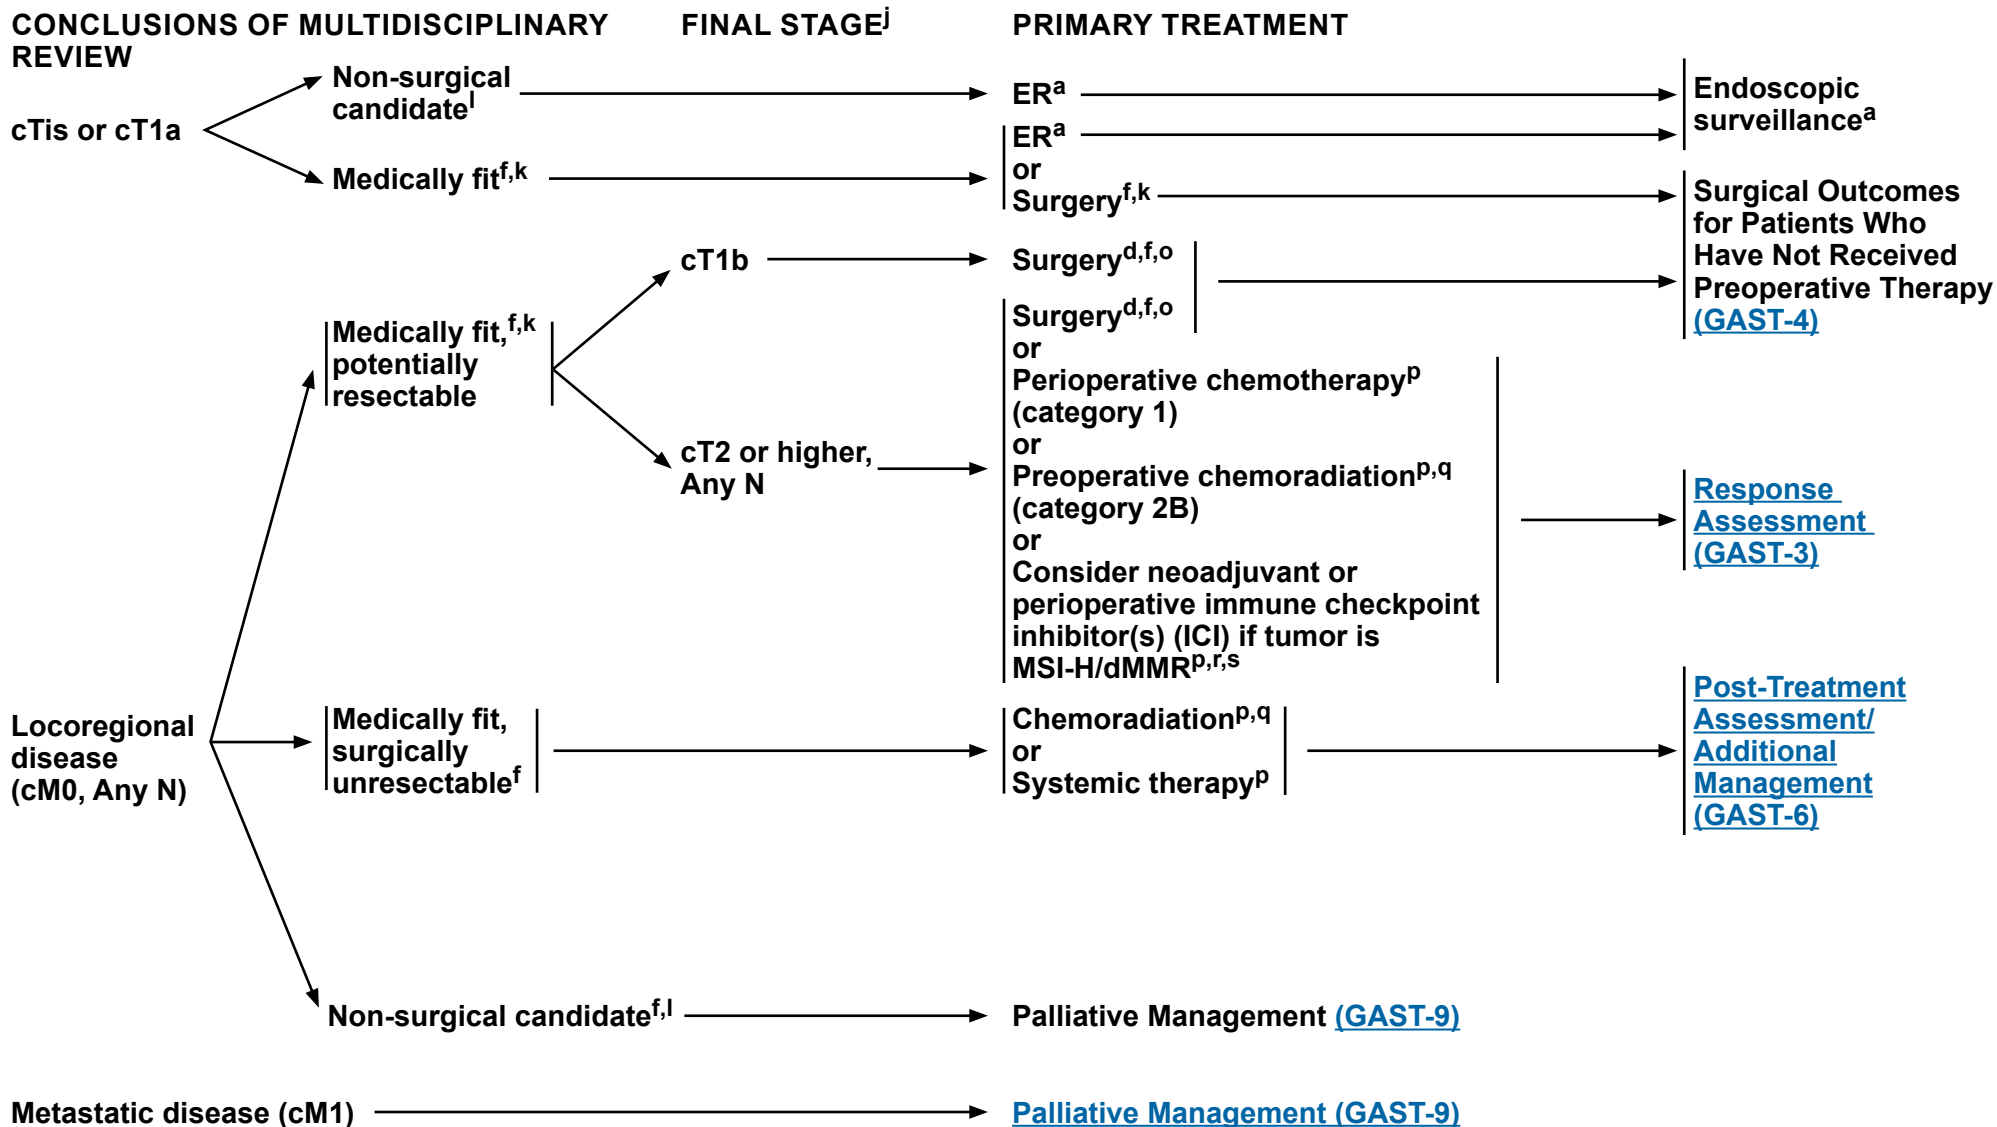 CONCLUSIONS OF MULTIDISCIPLINARY
REVIEW
FINAL STAGEj
PRIMARY TREATMENT
cTis or cT1a
Non-surgical
candidatel
ERa
Endoscopic
surveillancea
Medically fitf,k
ERa
or
Surgeryf,k
Surgical Outcomes
for Patients Who
Have Not Received
Preoperative Therapy
(GAST-4)
Locoregional
disease
(cM0, Any N)
Medically fit,f,k
potentially
resectable
cT1b
Surgeryd,f,o
cT2 or higher,
Any N
Surgeryd,f,o
or
Perioperative chemotherapyp
(category 1)
or
Preoperative chemoradiationp,q
(category 2B)
or
Consider neoadjuvant or
perioperative immune checkpoint
inhibitor(s) (ICI) if tumor is
MSI-H/dMMRp,r,s
Response
Assessment
(GAST-3)
Medically fit,
surgically
unresectablef
Chemoradiationp,q
or
Systemic therapyp
Post-Treatment
Assessment/
Additional
Management
(GAST-6)
Non-surgical candidatef,l
Palliative Management (GAST-9)
Metastatic disease (cM1)
Palliative Management (GAST-9)